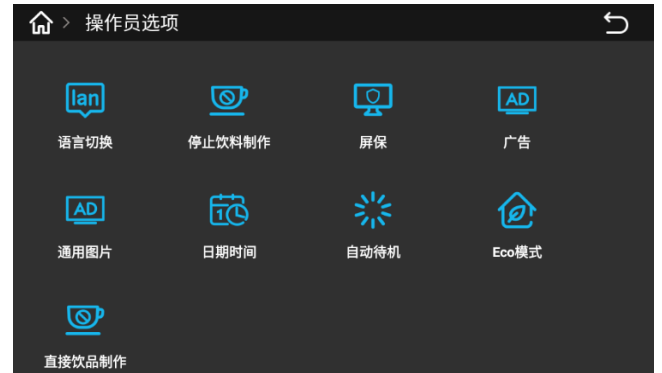 > 操作员选项
lan
语言切换
停止饮料制作
屏保
AD
广告
AD
通用图片
1
日期时间
自动待机
Eco模式
直接饮品制作